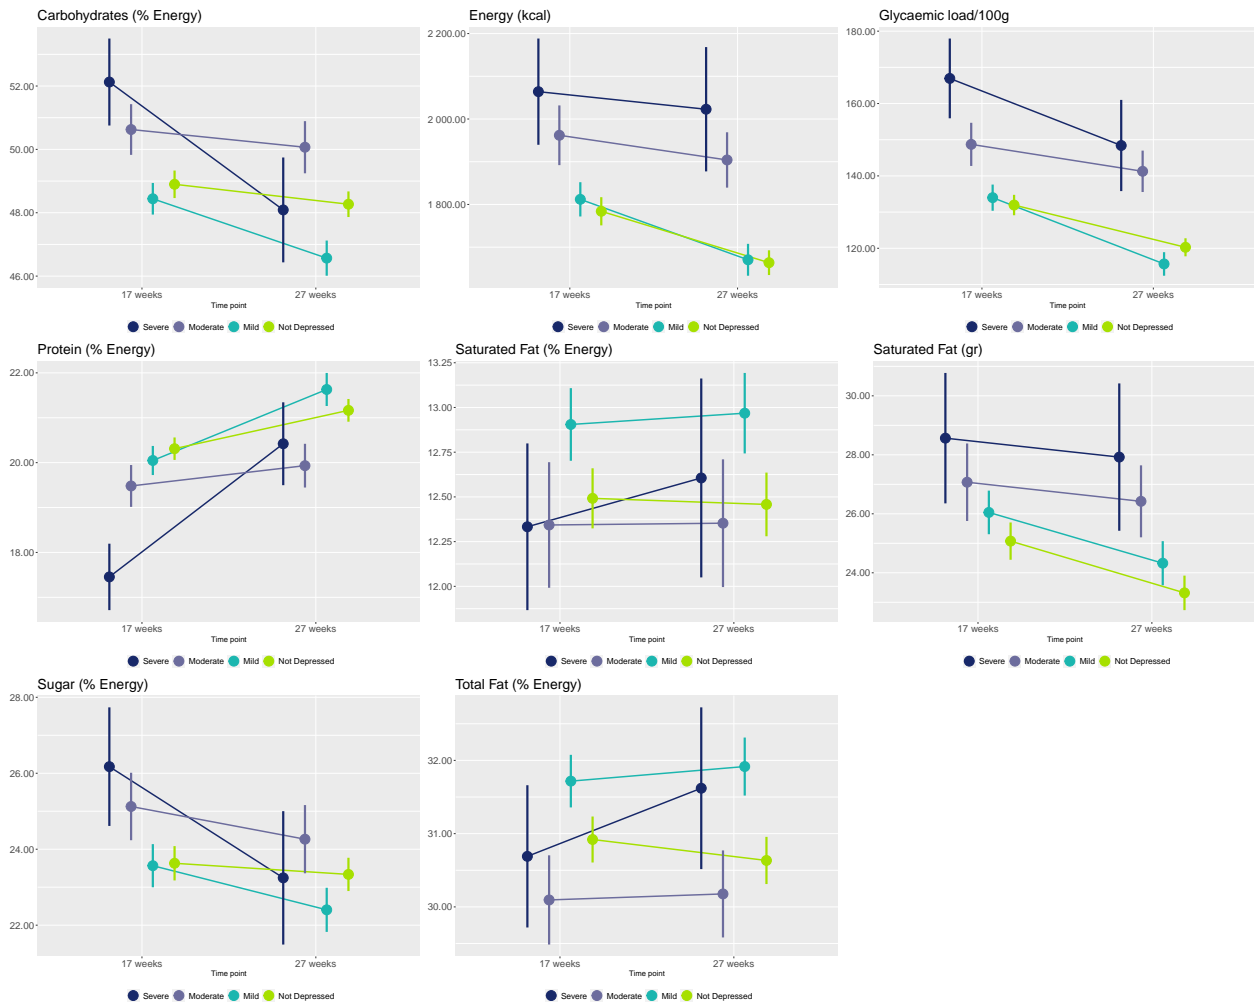 Carbohydrates (% Energy)
52.00
50.00
48.00
46.00
17 weeks 27 weeks
Time point
Severe Moderate Mild Not Depressed
Energy (kcal)
2 200.00
2 000.00
1 800.00
17 weeks 27 weeks
Time point
Severe Moderate Mild Not Depressed
Glycaemic load/100g
180.00
160.00
140.00
120.00
17 weeks 27 weeks
Time point
Severe Moderate Mild Not Depressed
Protein (% Energy)
22.00
20.00
18.00
17 weeks 27 weeks
Time point
Severe Moderate Mild Not Depressed
Saturated Fat (% Energy)
13.25
13.00
12.75
12.50
12.25
12.00
17 weeks 27 weeks
Time point
Severe Moderate Mild Not Depressed
Saturated Fat (gr)
30.00
28.00
26.00
24.00
17 weeks 27 weeks
Time point
Severe Moderate Mild Not Depressed
Sugar (% Energy)
28.00
26.00
24.00
22.00
17 weeks 27 weeks
Time point
Severe Moderate Mild Not Depressed
Total Fat (% Energy)
32.00
31.00
30.00
17 weeks 27 weeks
Time point
Severe Moderate Mild Not Depressed